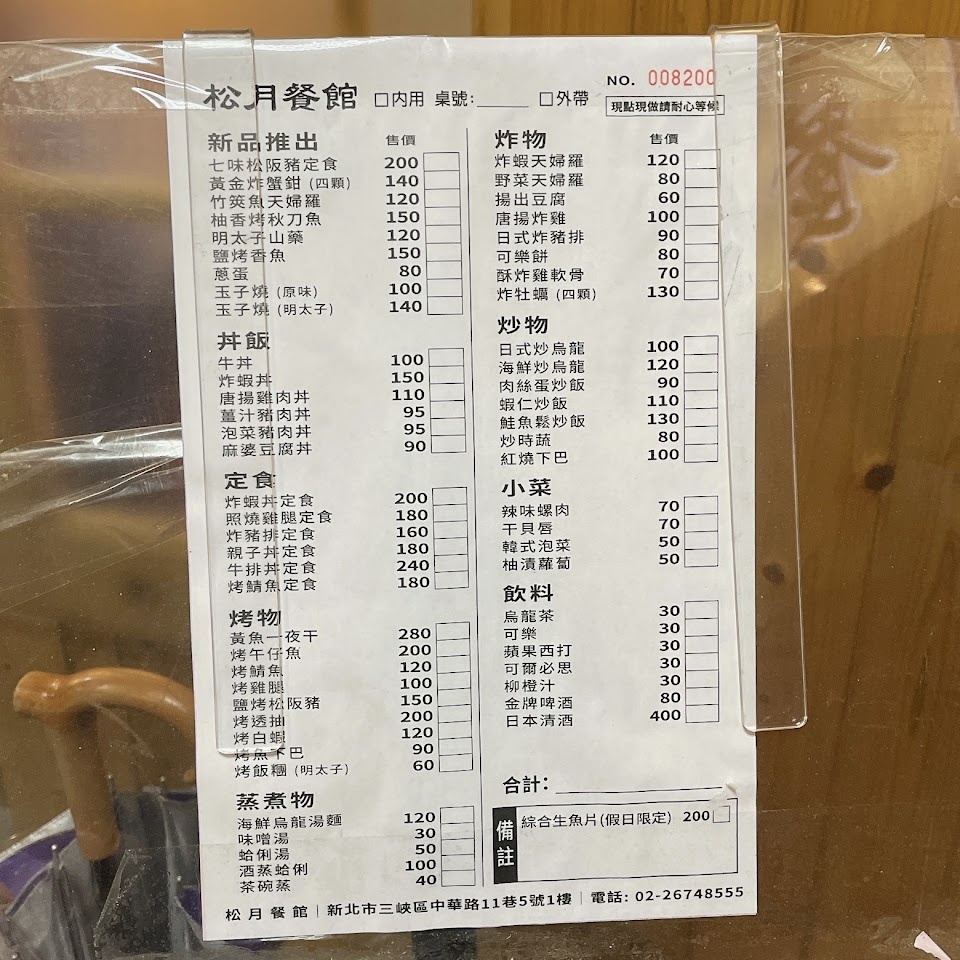 松月餐館 □內用 桌號:____ □外帶
NO. 008200
現點現做請耐心等候
新品推出 售價
七味松阪豬定食 200
黃金炸蟹鉗 (四顆) 140
竹筴魚天婦羅 120
柚香烤秋刀魚 150
明太子山藥 120
鹽烤香魚 150
蔥蛋 80
玉子燒 (原味) 100
玉子燒 (明太子) 140
丼飯
牛丼 100
炸蝦丼 150
唐揚雞肉丼 110
薑汁豬肉丼 95
泡菜豬肉丼 95
麻婆豆腐丼 90
定食
炸蝦丼定食 200
照燒雞腿定食 180
炸豬排定食 160
親子丼定食 180
牛排丼定食 240
烤鯖魚定食 180
烤物
黃魚一夜干 280
烤午仔魚 200
烤鯖魚 120
烤雞腿 100
鹽烤松阪豬 150
烤透抽 200
烤白蝦 120
烤魚下巴 90
烤飯糰 (明太子) 60
蒸煮物
海鮮烏龍湯麵 120
味噌湯 30
蛤俐湯 50
酒蒸蛤俐 100
茶碗蒸 40
炸物 售價
炸蝦天婦羅 120
野菜天婦羅 80
揚出豆腐 60
唐揚炸雞 100
日式炸豬排 90
可樂餅 80
酥炸雞軟骨 70
炸牡蠣 (四顆) 130
炒物
日式炒烏龍 100
海鮮炒烏龍 120
肉絲蛋炒飯 90
蝦仁炒飯 110
鮭魚鬆炒飯 130
炒時蔬 80
紅燒下巴 100
小菜
辣味螺肉 70
干貝唇 70
韓式泡菜 50
柚漬蘿蔔 50
飲料
烏龍茶 30
可樂 30
蘋果西打 30
可爾必思 30
柳橙汁 30
金牌啤酒 80
日本清酒 400
合計:
備註
綜合生魚片(假日限定) 200□
松月餐館|新北市三峽區中華路11巷5號1樓|電話: 02-26748555